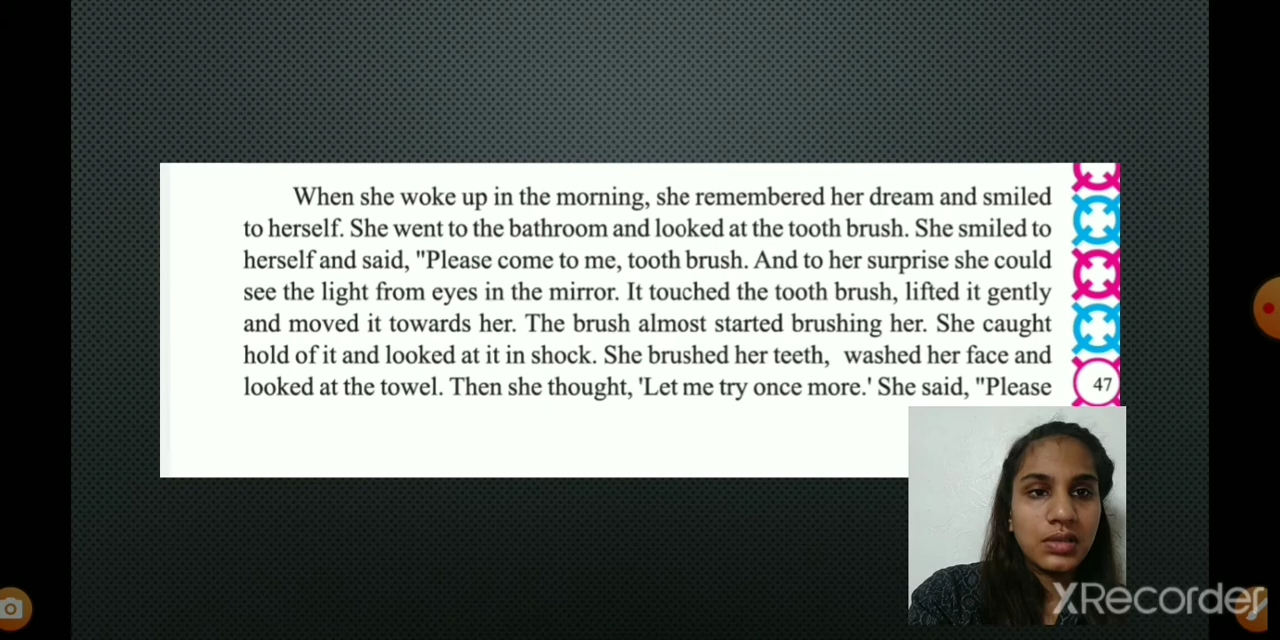 When she woke up in the morning, she remembered her dream and smiled
to herself. She went to the bathroom and looked at the tooth brush. She smiled to
herself and said, "Please come to me, tooth brush. And to her surprise she could
see the light from eyes in the mirror. It touched the tooth brush, lifted it gently
and moved it towards her. The brush almost started brushing her. She caught
hold of it and looked at it in shock. She brushed her teeth, washed her face and
looked at the towel. Then she thought, 'Let me try once more.' She said, "Please
47
XRecorder